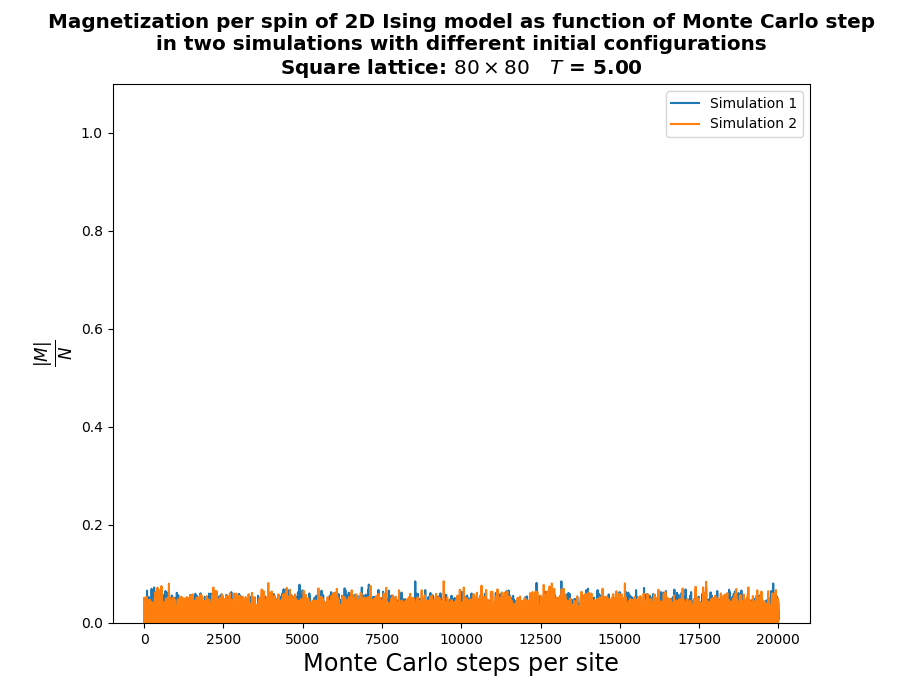 Magnetization per spin of 2D Ising model as function of Monte Carlo step
in two simulations with different initial configurations
Square lattice: 80 × 80 T = 5.00
Simulation 1
Simulation 2
1.0
0.8
0.6
0.4
0.2
0.0
|M|
N
0 2500 5000 7500 10000 12500 15000 17500 20000
Monte Carlo steps per site